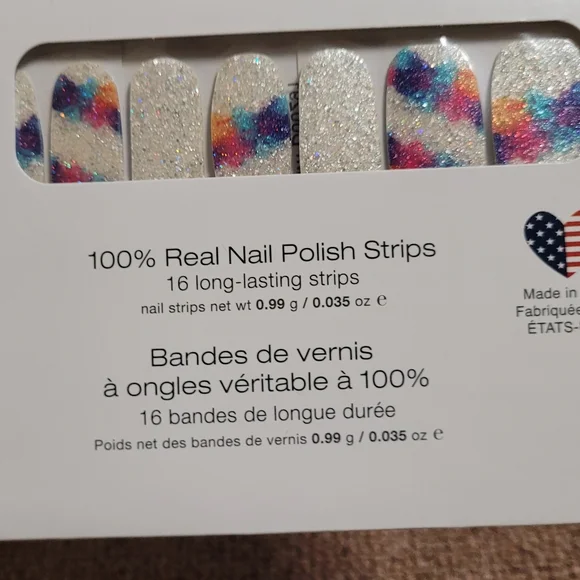 100% Real Nail Polish Strips
16 long-lasting strips
nail strips net wt 0.99 g / 0.035 oz e
Bandes de vernis
à ongles véritable à 100%
16 bandes de longue durée
Poids net des bandes de vernis 0.99 g / 0.035 oz e
Made in
Fabriquée
ÉTATS-